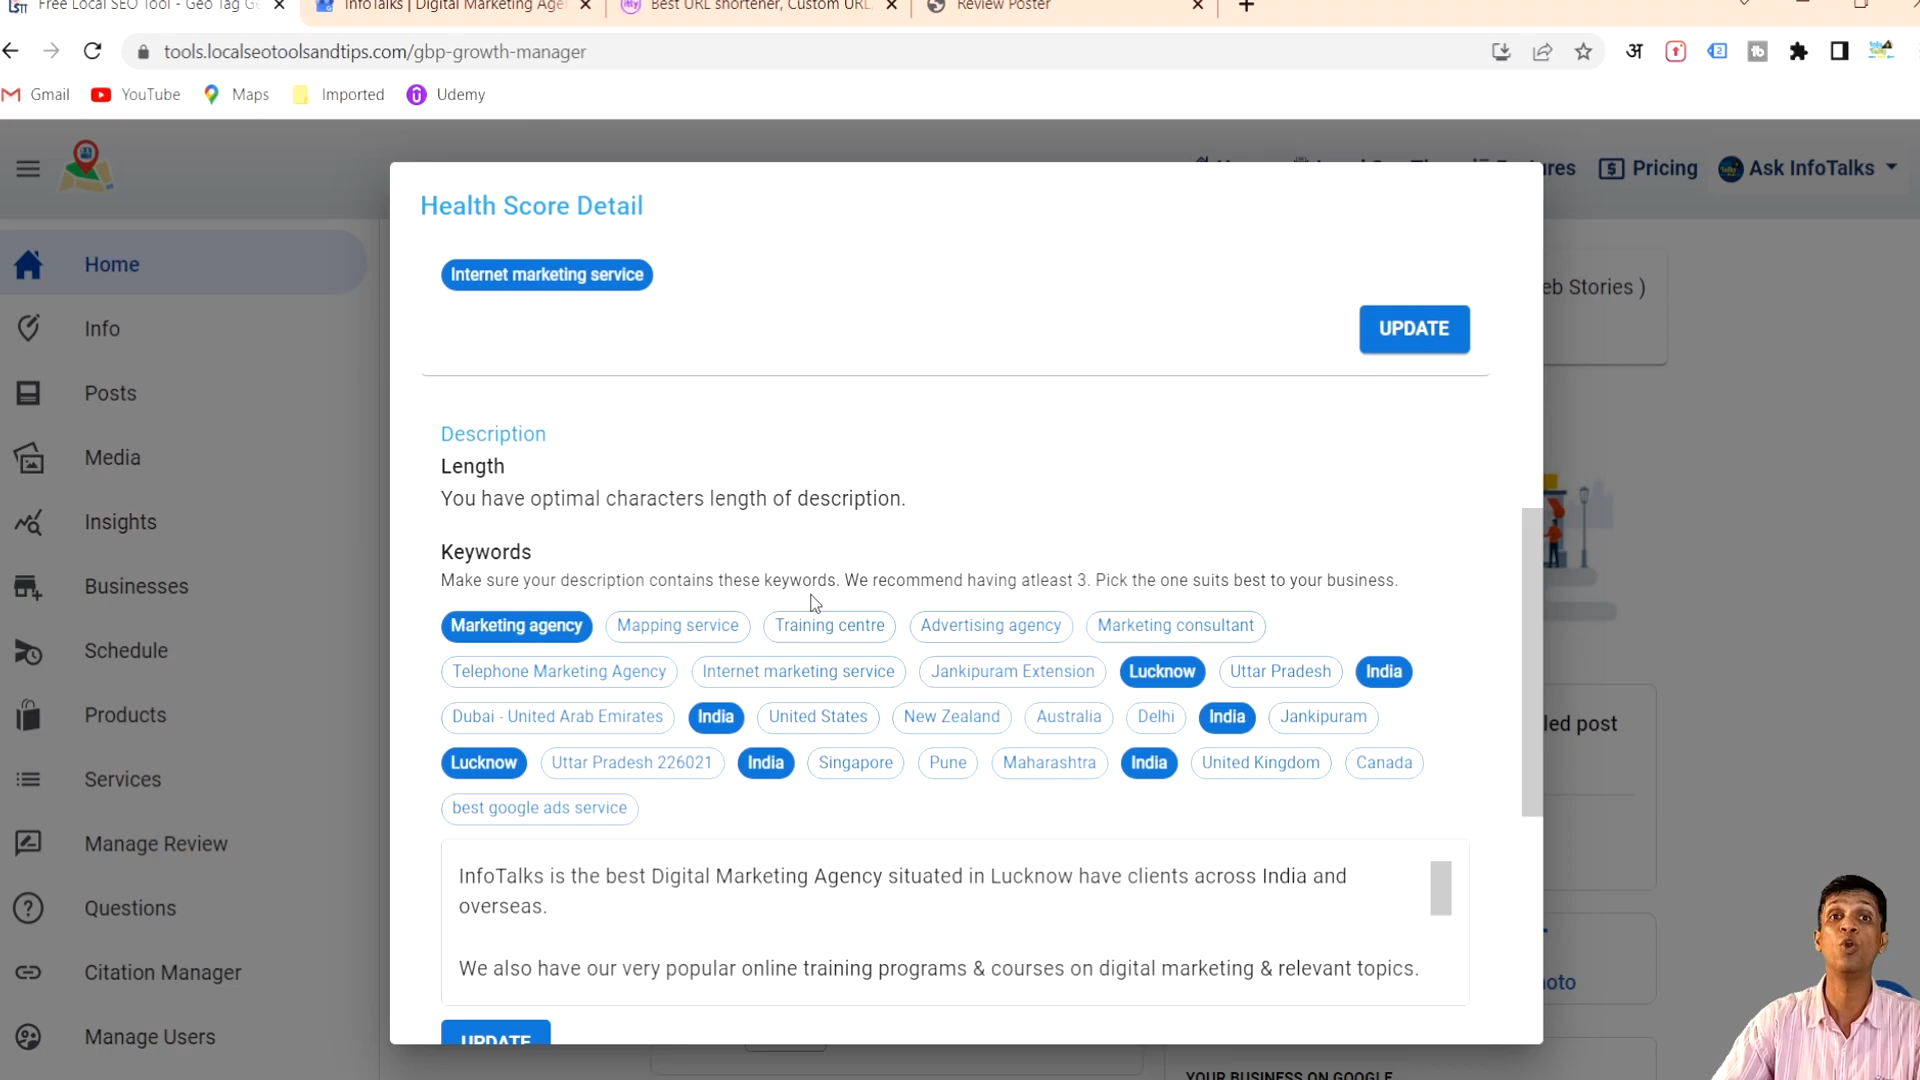 Free Local SEO Tool - Geo Tag Ge
InfoTalks | Digital Marketing Agen
Best URL shortener, Custom URL,
Review Poster
tools.localseotoolsandtips.com/gbp-growth-manager
Gmail
YouTube
Maps
Imported
Udemy
Pricing
Ask InfoTalks
Home
Info
Posts
Media
Insights
Businesses
Schedule
Products
Services
Manage Review
Questions
Citation Manager
Manage Users
Health Score Detail
Internet marketing service
UPDATE
Description
Length
You have optimal characters length of description.
Keywords
Make sure your description contains these keywords. We recommend having atleast 3. Pick the one suits best to your business.
Marketing agency Mapping service Training centre Advertising agency Marketing consultant
Telephone Marketing Agency Internet marketing service Jankipuram Extension Lucknow Uttar Pradesh India
Dubai - United Arab Emirates India United States New Zealand Australia Delhi India Jankipuram
Lucknow Uttar Pradesh 226021 India Singapore Pune Maharashtra India United Kingdom Canada
best google ads service
InfoTalks is the best Digital Marketing Agency situated in Lucknow have clients across India and
overseas.
We also have our very popular online training programs & courses on digital marketing & relevant topics.
UPDATE
eb Stories )
led post
oto
YOUR BUSINESS ON GOOGLE